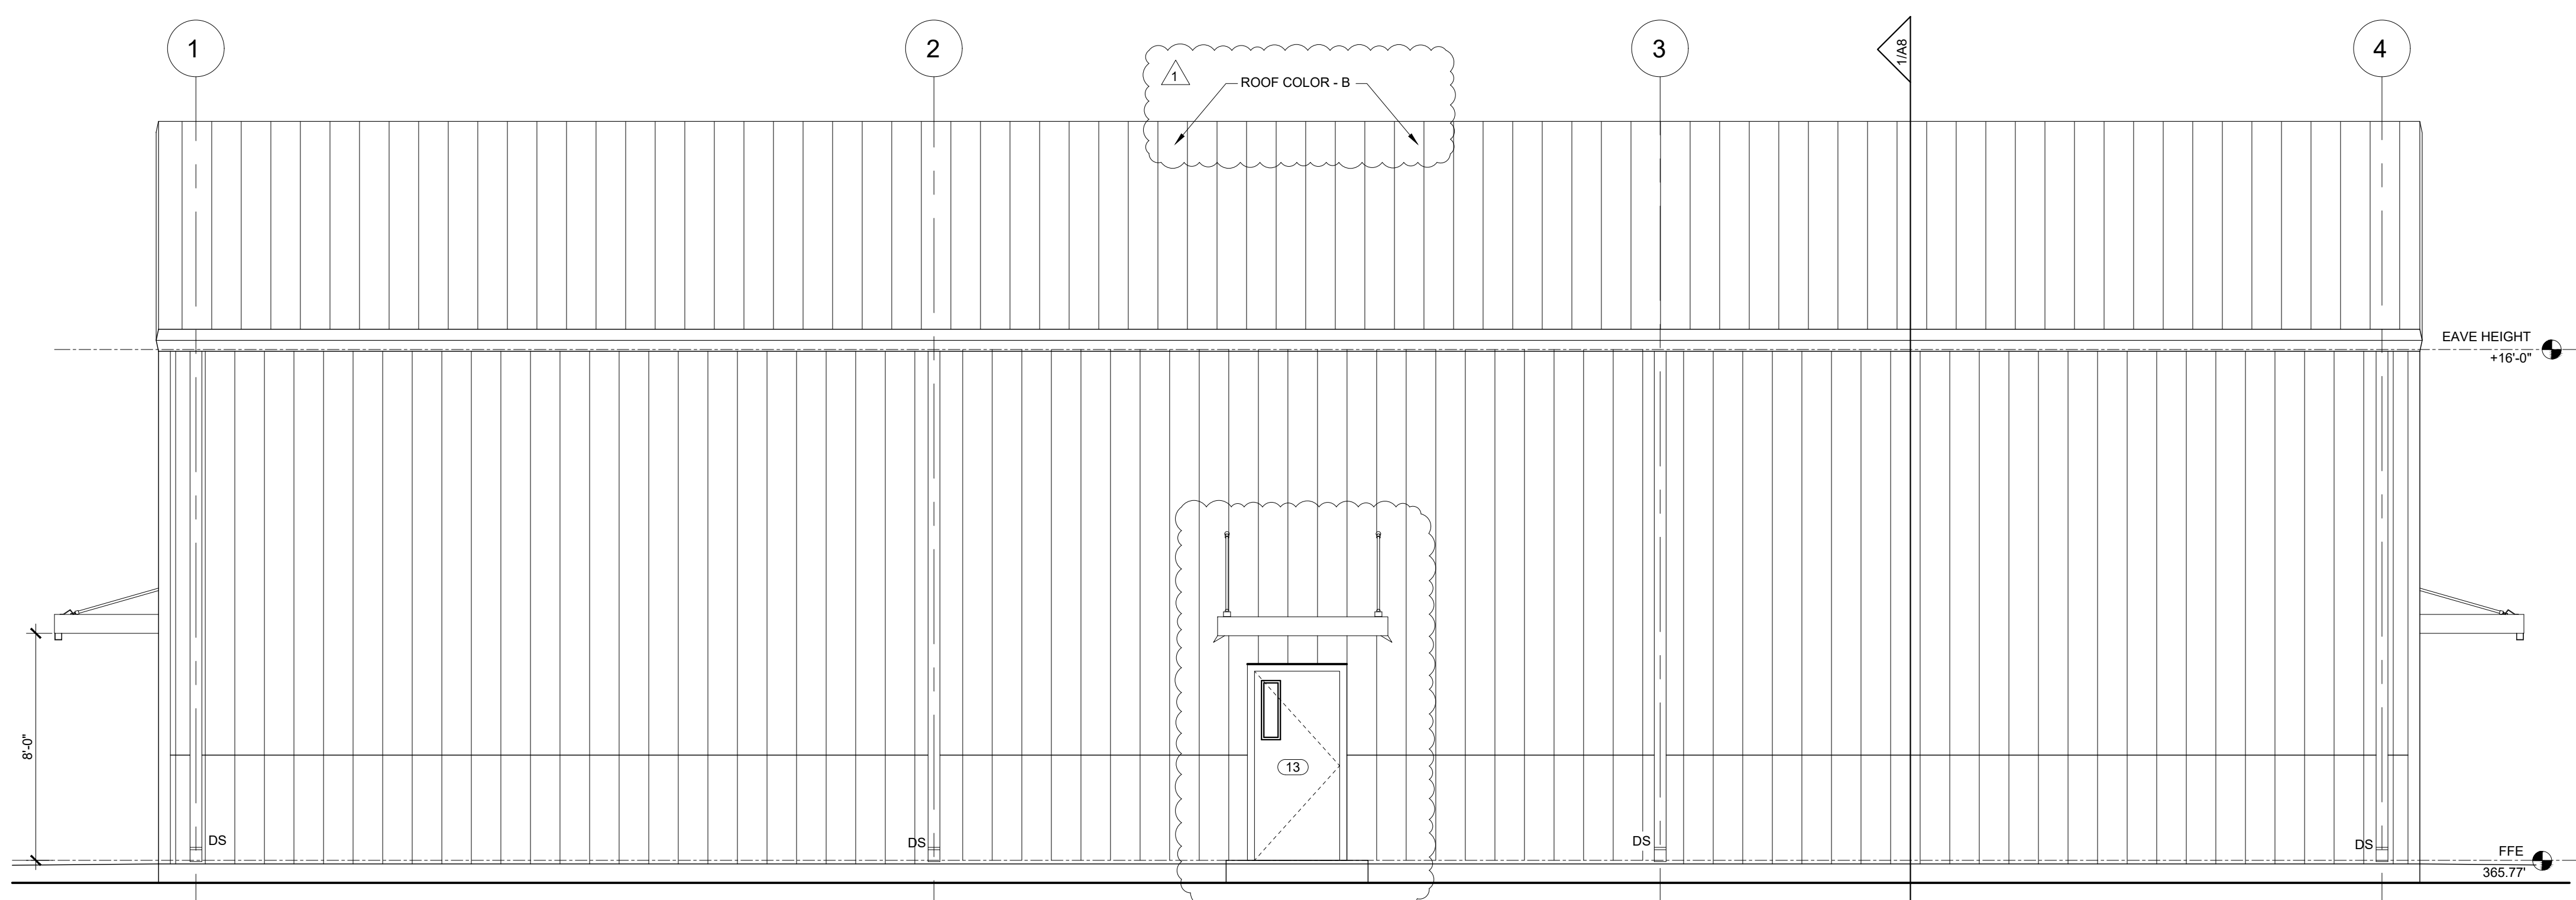 1
2
3
4
1/A8
1
ROOF COLOR - B
EAVE HEIGHT
+16'-0"
8'-0"
13
DS
DS
DS
DS
FFE
365.77'